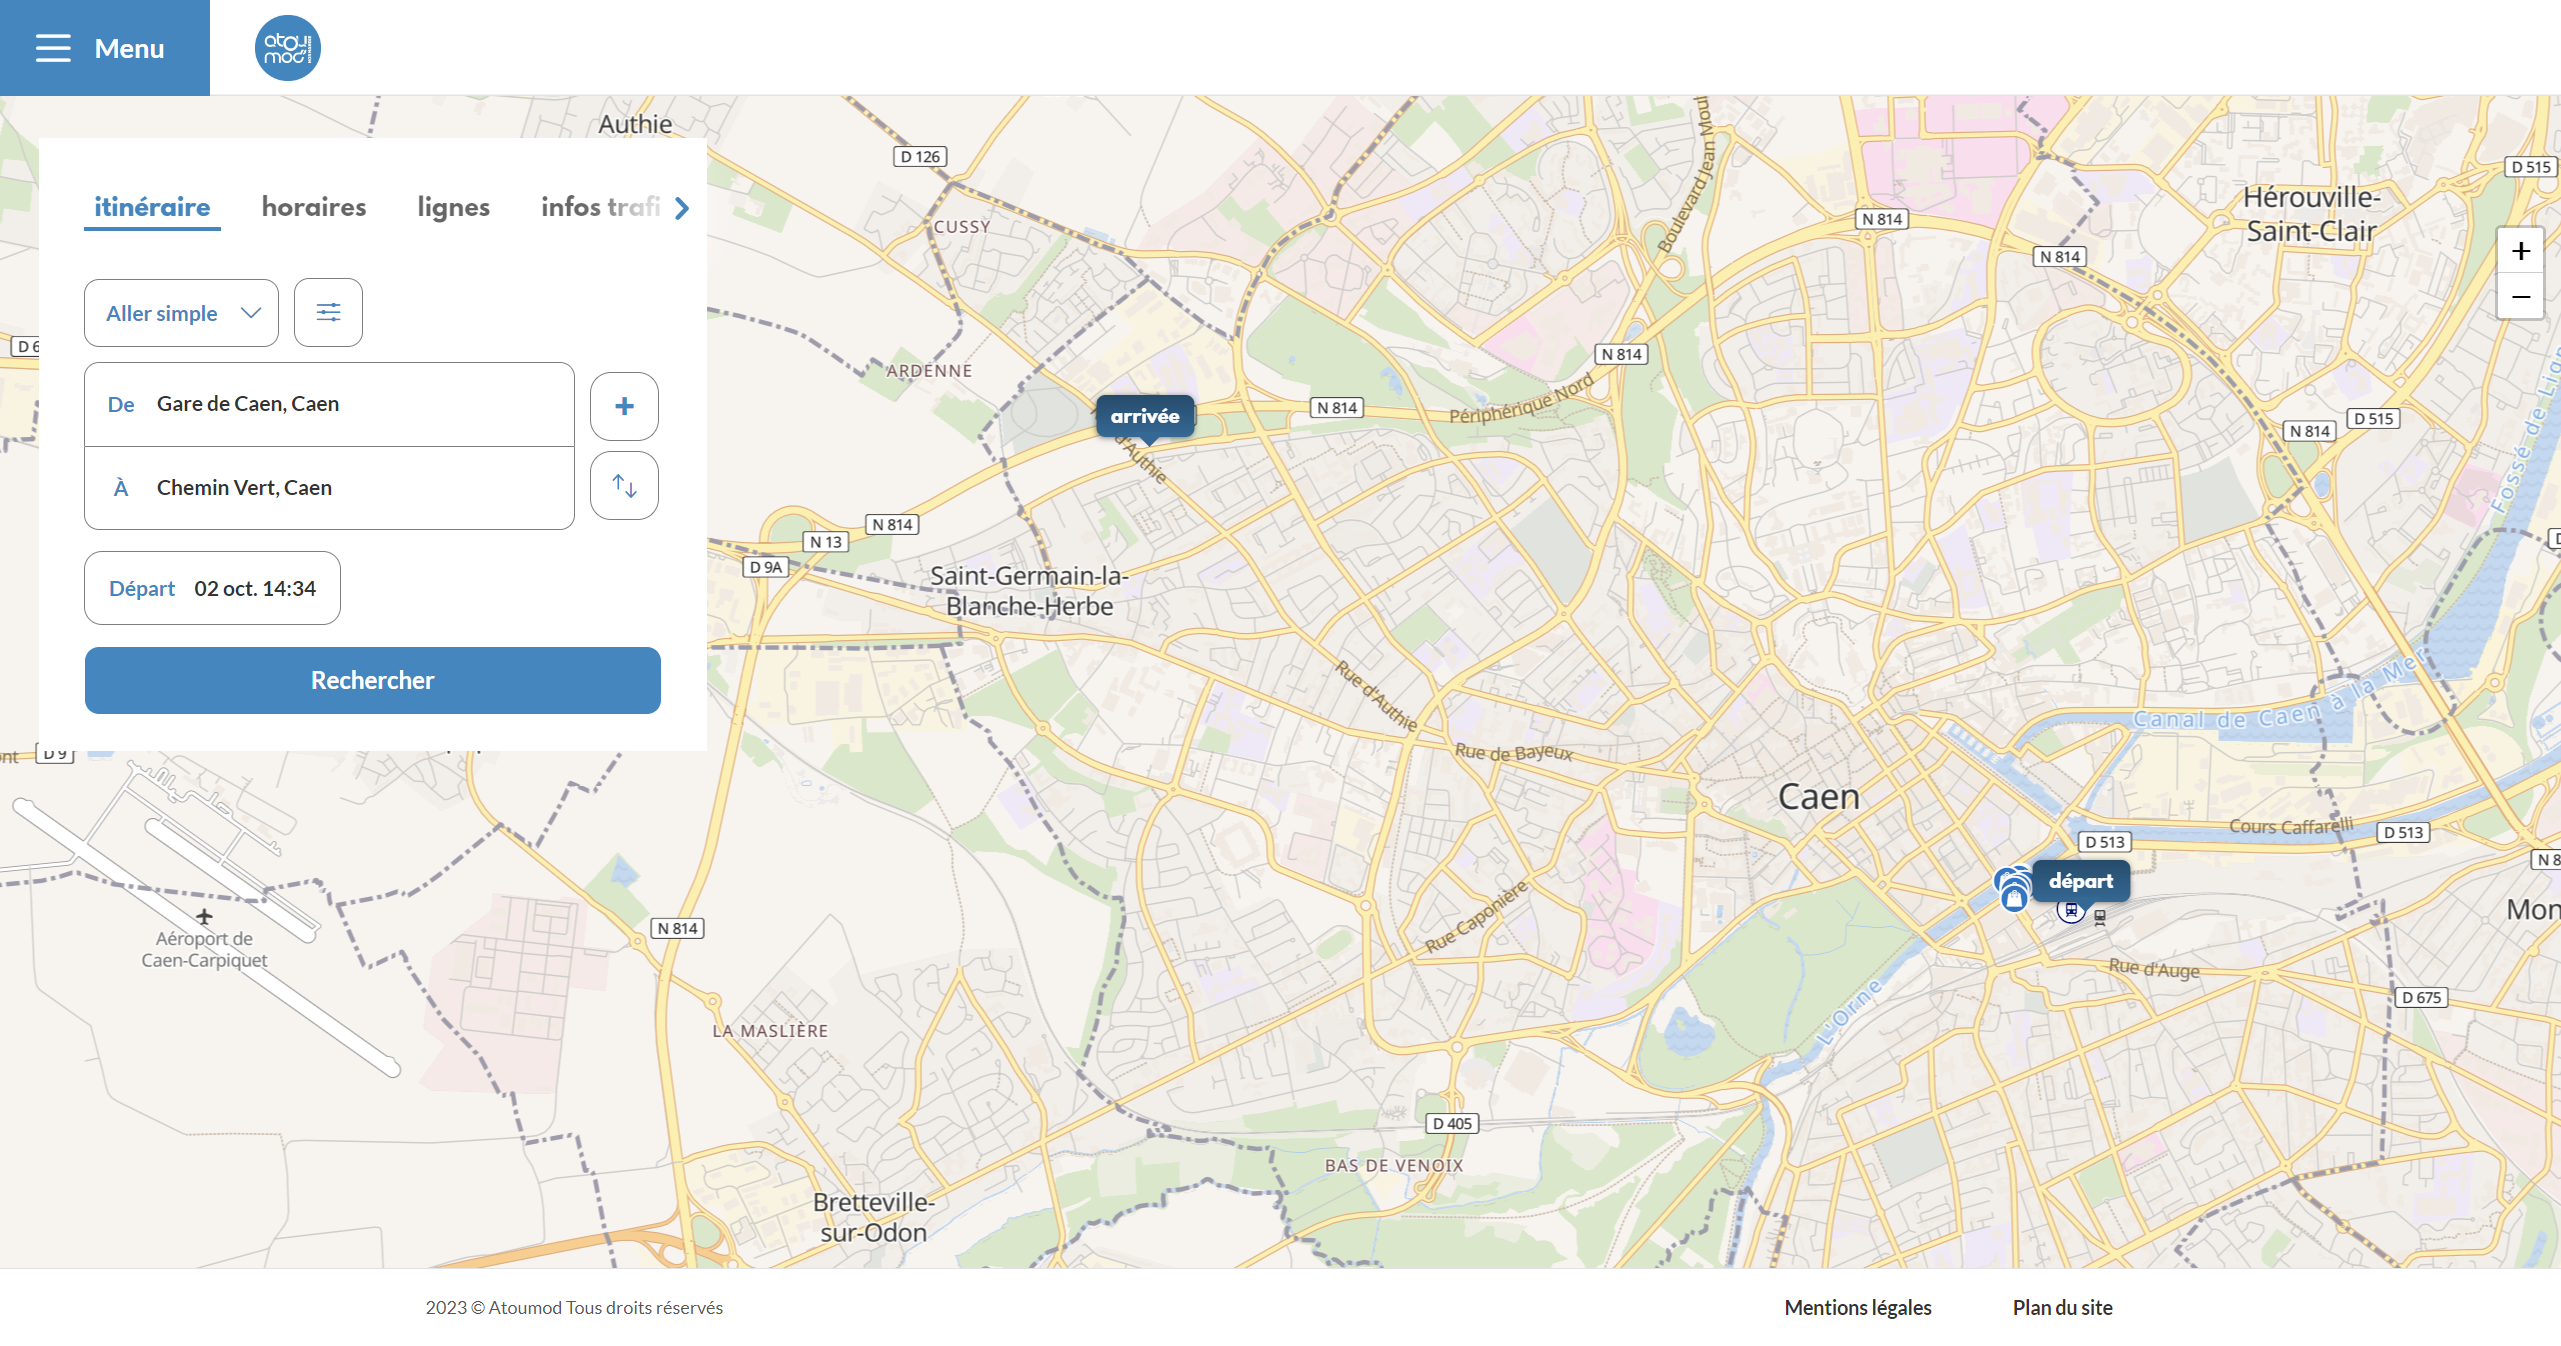 Menu
atou
mod
itinéraire
horaires
lignes
infos trafi
Aller simple
De
Gare de Caen, Caen
À
Chemin Vert, Caen
Départ
02 oct. 14:34
Rechercher
Authie
D 126
CUSSY
Boulevard Jean Moul
N 814
Hérouville-
Saint-Clair
D 515
N 814
+
−
D 6
ARDENNE
N 814
arrivée
N 814
Périphérique Nord
d'Authie
D 515
N 814
N 814
N 13
D 9A
Saint-Germain-la-
Blanche-Herbe
Rue d'Authie
Rue de Bayeux
Canal de Caen à la Mer
Caen
D 9
Cours Caffarelli
D 513
D 513
N 8
départ
Rue Caponière
Mon
N 814
Aéroport de
Caen-Carpiquet
Rue d'Auge
D 675
L'Orne
LA MASLIÈRE
D 405
BAS DE VENOIX
Bretteville-
sur-Odon
2023 © Atoumod Tous droits réservés
Mentions légales
Plan du site